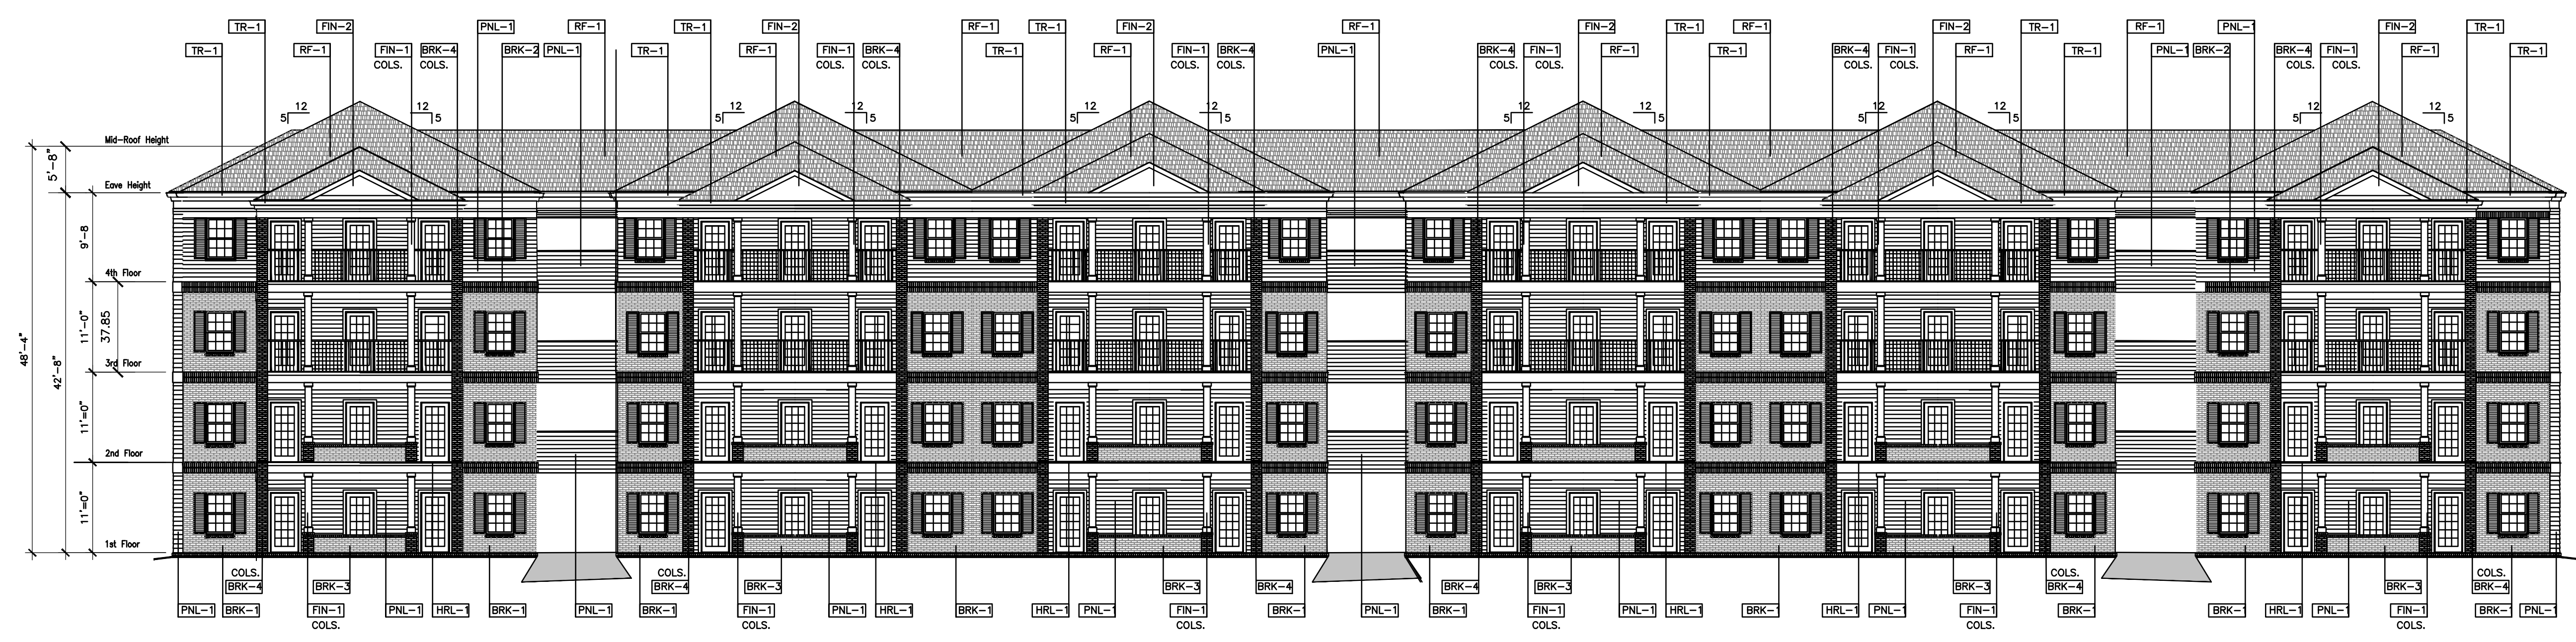 TR-1 FIN-2 PNL-1 RF-1 TR-1 FIN-2 RF-1 TR-1 FIN-2 RF-1 FIN-2 TR-1 RF-1 FIN-2 TR-1 RF-1 PNL-1 FIN-2 TR-1
TR-1 RF-1 FIN-1 BRK-4 BRK-2 PNL-1 TR-1 RF-1 FIN-1 BRK-4 TR-1 RF-1 FIN-1 BRK-4 PNL-1 BRK-4 FIN-1 RF-1 TR-1 BRK-4 FIN-1 RF-1 TR-1 PNL-1 BRK-2 BRK-4 FIN-1 RF-1 TR-1
COLS. COLS. COLS. COLS. COLS. COLS. COLS. COLS. COLS. COLS. COLS. COLS.
12 12 12 12 12 12 12 12 12 12 12 12
5 5 5 5 5 5 5 5 5 5 5 5
Mid-Roof Height
5'-8"
Eave Height
9'-8
4th Floor
11'-0"
37.85
48'-4"
42'-8"
3rd Floor
11'=0"
2nd Floor
11'=0"
1st Floor
COLS. COLS. COLS. COLS.
BRK-4 BRK-3 BRK-4 BRK-3 BRK-3 BRK-4 BRK-4 BRK-3 BRK-3 BRK-4 BRK-3 BRK-4
PNL-1 BRK-1 FIN-1 PNL-1 HRL-1 BRK-1 PNL-1 BRK-1 FIN-1 PNL-1 HRL-1 BRK-1 HRL-1 PNL-1 FIN-1 BRK-1 PNL-1 BRK-1 FIN-1 PNL-1 HRL-1 BRK-1 HRL-1 PNL-1 FIN-1 BRK-1 BRK-1 HRL-1 PNL-1 FIN-1 BRK-1 PNL-1
COLS. COLS. COLS. COLS. COLS. COLS.